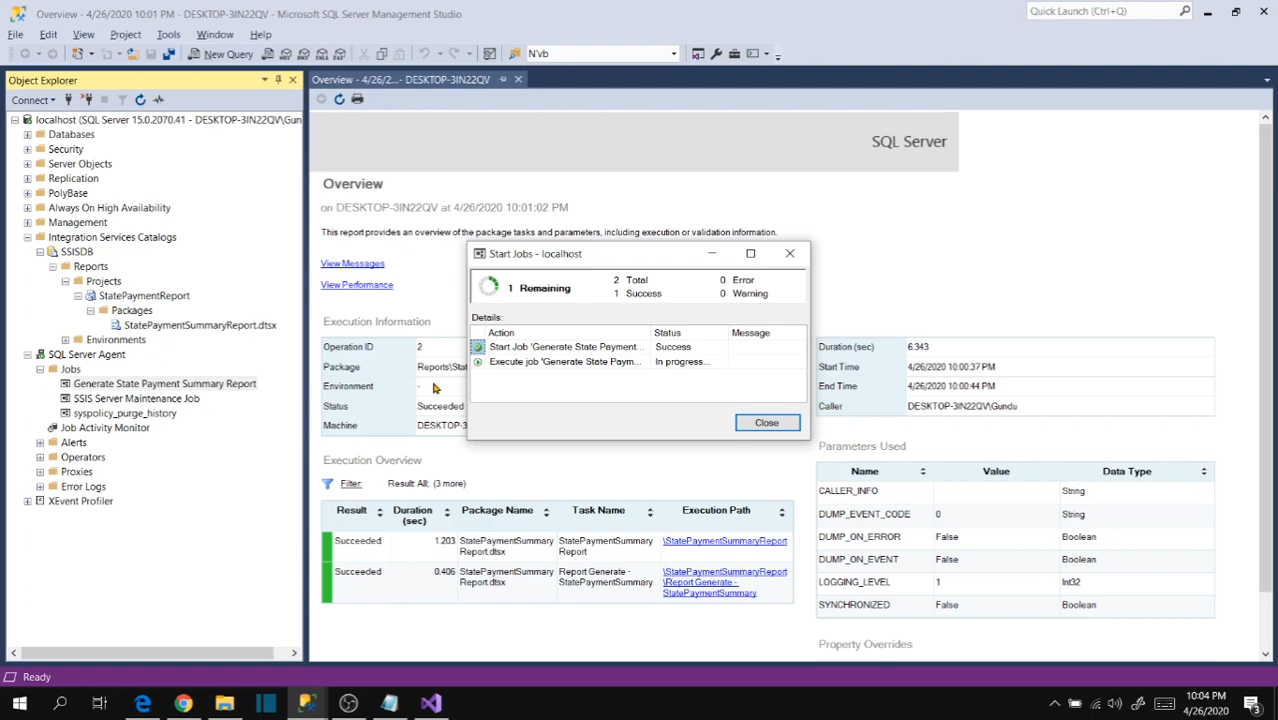 Overview - 4/26/2020 10:01 PM - DESKTOP-3IN22QV - Microsoft SQL Server Management Studio
Quick Launch (Ctrl+Q)
File Edit View Project Tools Window Help
New Query
N'vb
Object Explorer
Overview - 4/26/2...- DESKTOP-3IN22QV
Connect
localhost (SQL Server 15.0.2070.41 - DESKTOP-3IN22QV\Gun
Databases
Security
Server Objects
Replication
PolyBase
Always On High Availability
Management
Integration Services Catalogs
SSISDB
Reports
Projects
StatePaymentReport
Packages
StatePaymentSummaryReport.dtsx
Environments
SQL Server Agent
Jobs
Generate State Payment Summary Report
SSIS Server Maintenance Job
syspolicy_purge_history
Job Activity Monitor
Alerts
Operators
Proxies
Error Logs
XEvent Profiler
SQL Server
Overview
on DESKTOP-3IN22QV at 4/26/2020 10:01:02 PM
This report provides an overview of the package tasks and parameters, including execution or validation information.
View Messages
View Performance
Execution Information
Operation ID 2
Package Reports\Stat
Environment -
Status Succeeded
Machine DESKTOP-3
Duration (sec) 6.343
Start Time 4/26/2020 10:00:37 PM
End Time 4/26/2020 10:00:44 PM
Caller DESKTOP-3IN22QV\Gundu
Start Jobs - localhost
1 Remaining
2 Total 0 Error
1 Success 0 Warning
Details:
Action Status Message
Start Job 'Generate State Payment... Success
Execute job 'Generate State Paym... In progress...
Close
Execution Overview
Filter: Result: All; (3 more)
Result Duration (sec) Package Name Task Name Execution Path
Succeeded 1.203 StatePaymentSummary Report.dtsx StatePaymentSummary Report \StatePaymentSummaryReport
Succeeded 0.406 StatePaymentSummary Report.dtsx Report Generate - StatePaymentSummary \StatePaymentSummaryReport \Report Generate - StatePaymentSummary
Parameters Used
Name Value Data Type
CALLER_INFO String
DUMP_EVENT_CODE 0 String
DUMP_ON_ERROR False Boolean
DUMP_ON_EVENT False Boolean
LOGGING_LEVEL 1 Int32
SYNCHRONIZED False Boolean
Property Overrides
Ready
10:04 PM
4/26/2020
3